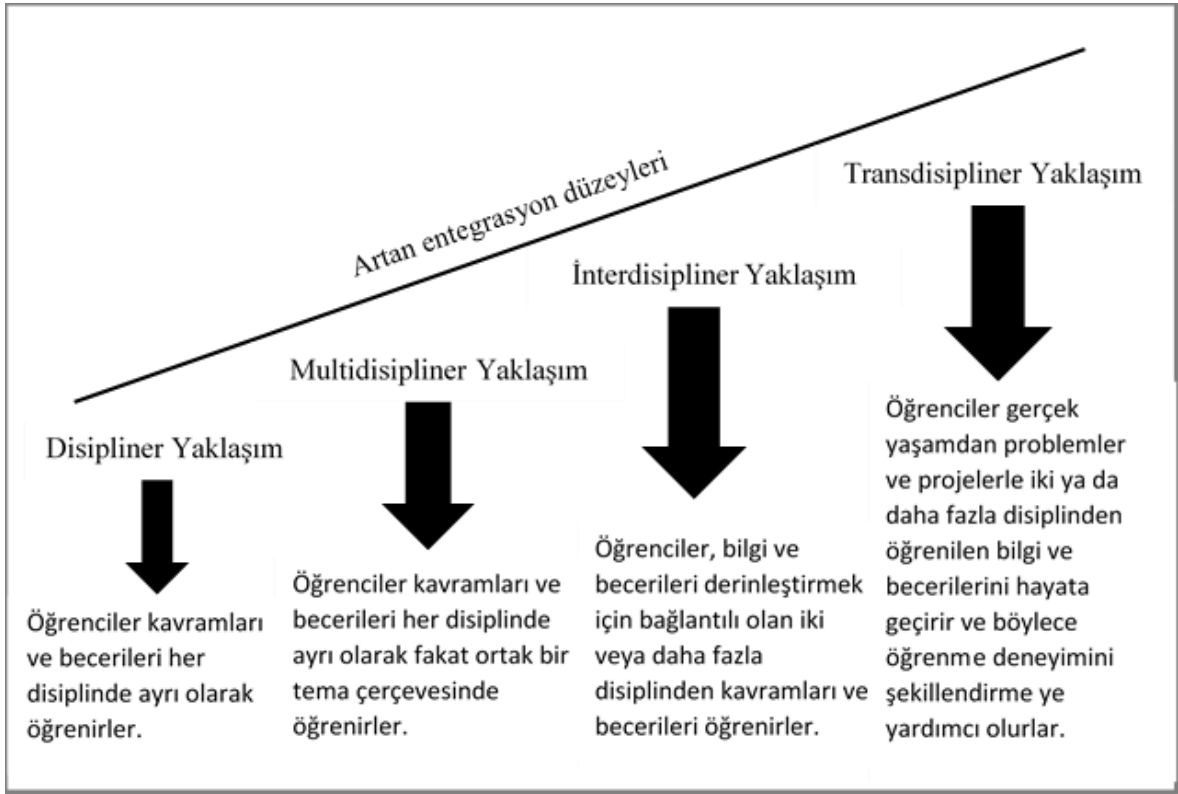 Artan entegrasyon düzeyleri
Disipliner Yaklaşım
Öğrenciler kavramları
ve becerileri her
disiplinde ayrı olarak
öğrenirler.
Multidisipliner Yaklaşım
Öğrenciler kavramları ve
becerileri her disiplinde
ayrı olarak fakat ortak bir
tema çerçevesinde
öğrenirler.
İnterdisipliner Yaklaşım
Öğrenciler, bilgi ve
becerileri derinleştirmek
için bağlantılı olan iki
veya daha fazla
disiplinden kavramları ve
becerileri öğrenirler.
Transdisipliner Yaklaşım
Öğrenciler gerçek
yaşamdan problemler
ve projelerle iki ya da
daha fazla disiplinden
öğrenilen bilgi ve
becerilerini hayata
geçirir ve böylece
öğrenme deneyimini
şekillendirme ye
yardımcı olurlar.